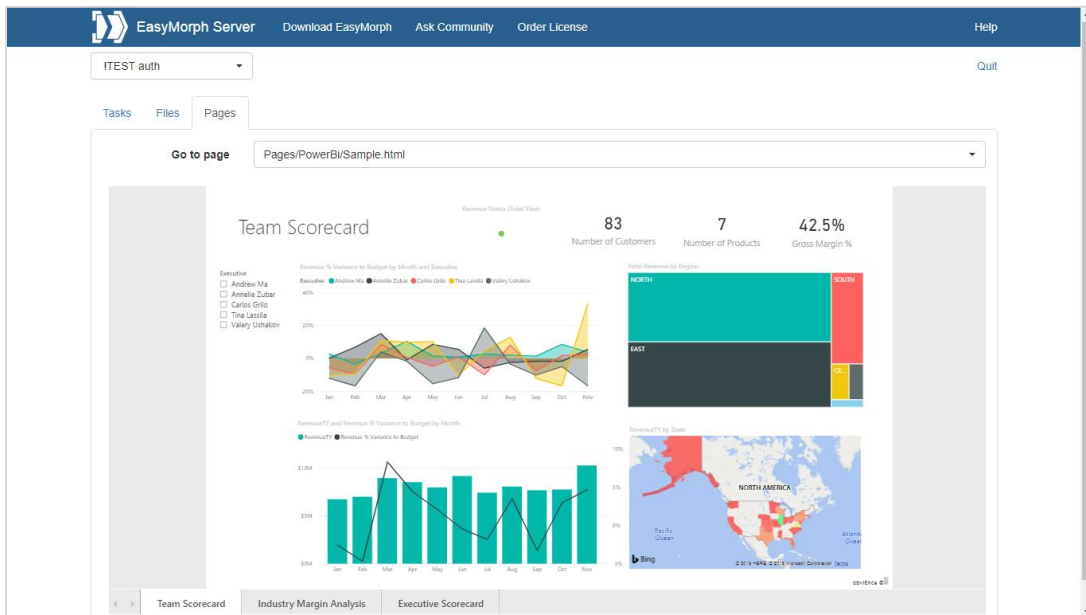 EasyMorph Server Download EasyMorph Ask Community Order License Help
!TEST auth Quit
Tasks Files Pages
Go to page Pages/PowerBi/Sample.html
Team Scorecard
Revenue Status (Total Year)
83
Number of Customers
7
Number of Products
42.5%
Gross Margin %
Executive
Andrew Ma
Annelie Zubar
Carlos Grilo
Tina Lassila
Valery Ushakov
Revenue % Variance to Budget by Month and Executive
Executive Andrew Ma Annelie Zubar Carlos Grilo Tina Lassila Valery Ushakov
40%
20%
0%
-20%
Jan Feb Mar Apr May Jun Jul Aug Sep Oct Nov
Total Revenue by Region
NORTH
SOUTH
EAST
CE...
RevenueTY and Revenue % Variance to Budget by Month
RevenueTY Revenue % Variance to Budget
$10M
$5M
$0M
10%
5%
0%
Jan Feb Mar Apr May Jun Jul Aug Sep Oct Nov
RevenueTY by State
NORTH AMERICA
Pacific
Ocean
Bing
obviEnce
Team Scorecard Industry Margin Analysis Executive Scorecard